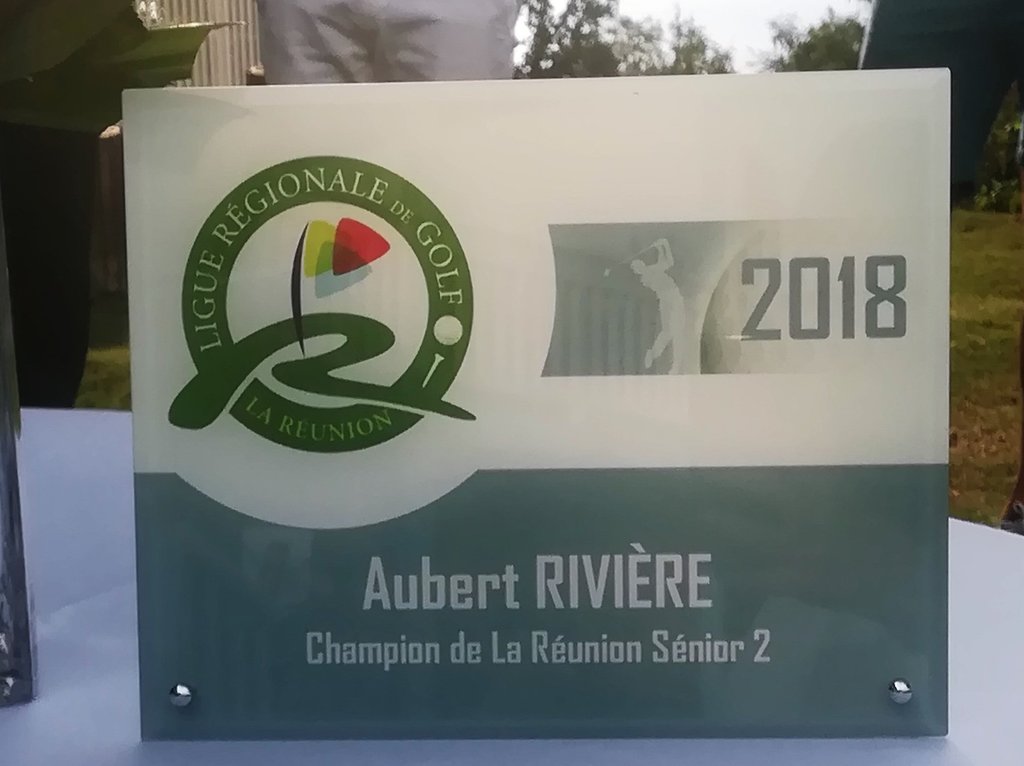 LIGUE RÉGIONALE DE GOLF
LA RÉUNION
2018
Aubert RIVIÈRE
Champion de La Réunion Sénior 2